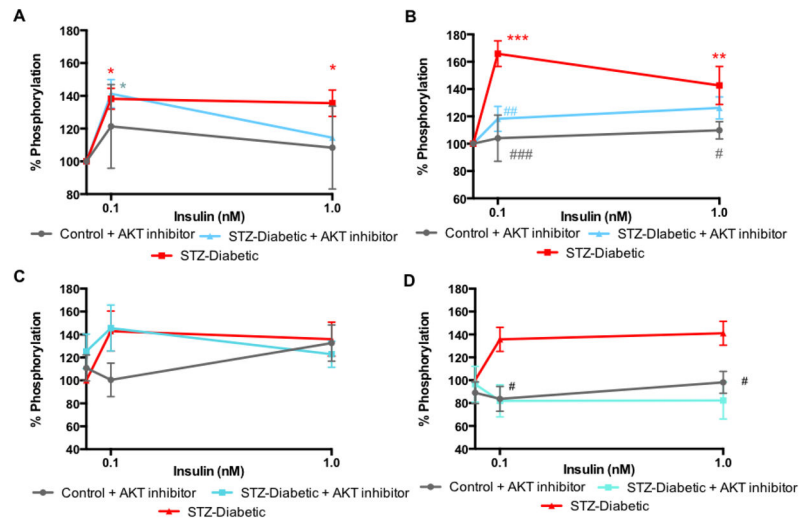 A
180
160
140
120
100
80
% Phosphorylation
*
*
*
0.1
Insulin (nM)
1.0
Control + AKT inhibitor
STZ-Diabetic + AKT inhibitor
STZ-Diabetic
B
180
160
140
120
100
80
60
% Phosphorylation
***
**
##
###
#
0.1
Insulin (nM)
1.0
Control + AKT inhibitor
STZ-DIabetic + AKT inhibitor
STZ-Diabetic
C
180
160
140
120
100
80
60
40
% Phosphorylation
0.1
Insulin (nM)
1.0
Control + AKT inhibitor
STZ-Diabetic + AKT inhibitor
STZ-Diabetic
D
180
160
140
120
100
80
60
40
% Phosphorylation
#
#
0.1
Insulin (nM)
1.0
Control + AKT inhibitor
STZ-Diabetic + AKT inhibitor
STZ-Diabetic